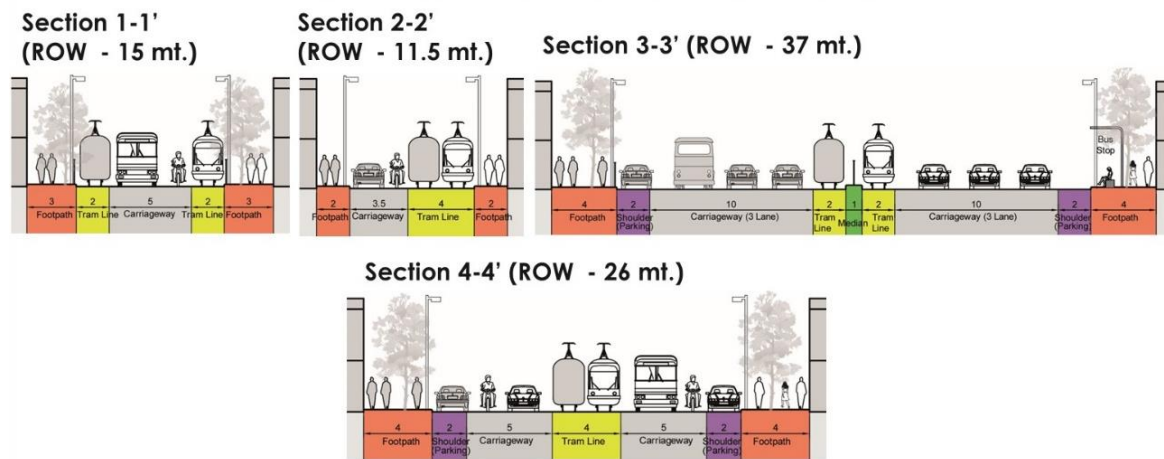 Section 1-1’
(ROW - 15 mt.)
Section 2-2’
(ROW - 11.5 mt.)
Section 3-3’ (ROW - 37 mt.)
3 2 5 2 3
Footpath Tram Line Carriageway Tram Line Footpath
2 3.5 4 2
Footpath Carriageway Tram Line Footpath
Bus
Stop
4 2 10 2 1 2 10 2 4
Footpath Shoulder (Parking) Carriageway (3 Lane) Tram Line Median Tram Line Carriageway (3 Lane) Shoulder (Parking) Footpath
Section 4-4’ (ROW - 26 mt.)
4 2 5 4 5 2 4
Footpath Shoulder (Parking) Carriageway Tram Line Carriageway Shoulder (Parking) Footpath